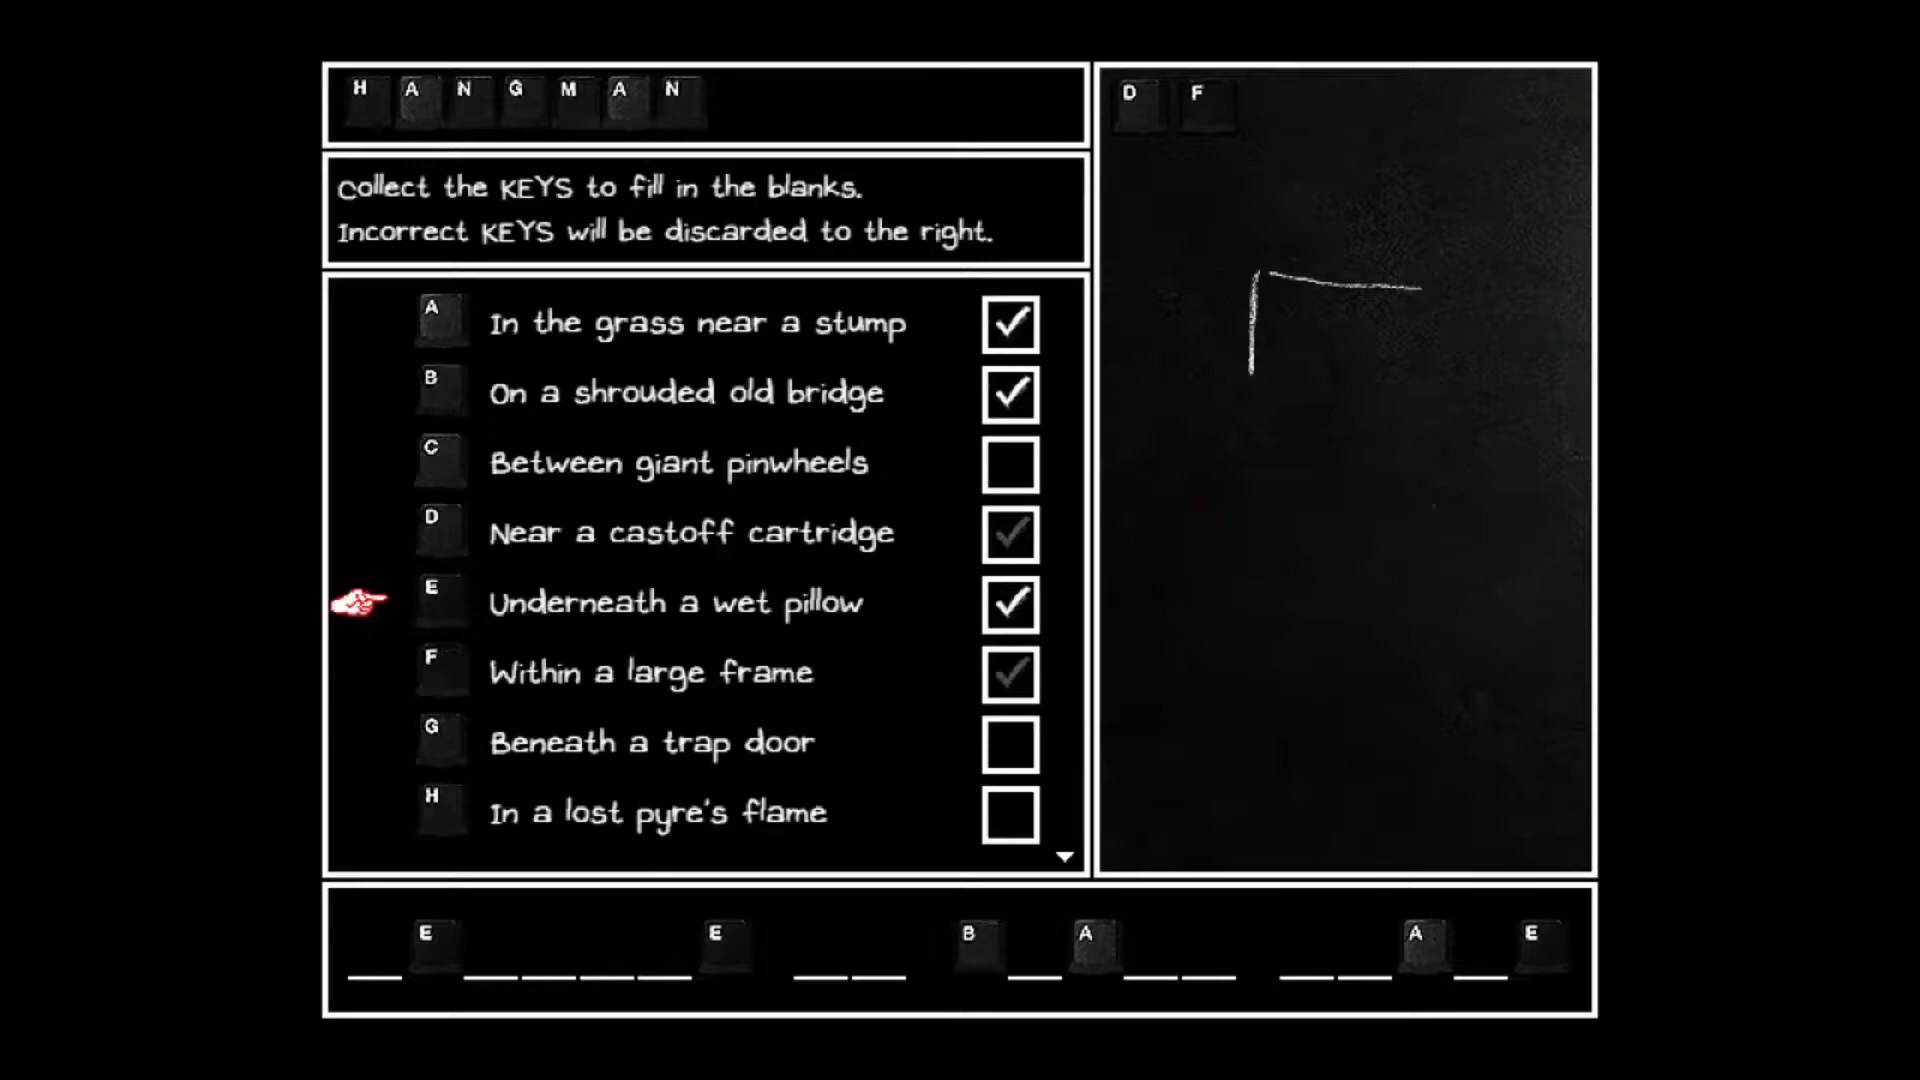 H A N G M A N
D F
Collect the KEYS to fill in the blanks.
Incorrect KEYS will be discarded to the right.
A In the grass near a stump
B On a shrouded old bridge
C Between giant pinwheels
D Near a castoff cartridge
E Underneath a wet pillow
F Within a large frame
G Beneath a trap door
H In a lost pyre's flame
_ E _ _ _ _ E _ _ B _ A _ _ _ _ A _ E